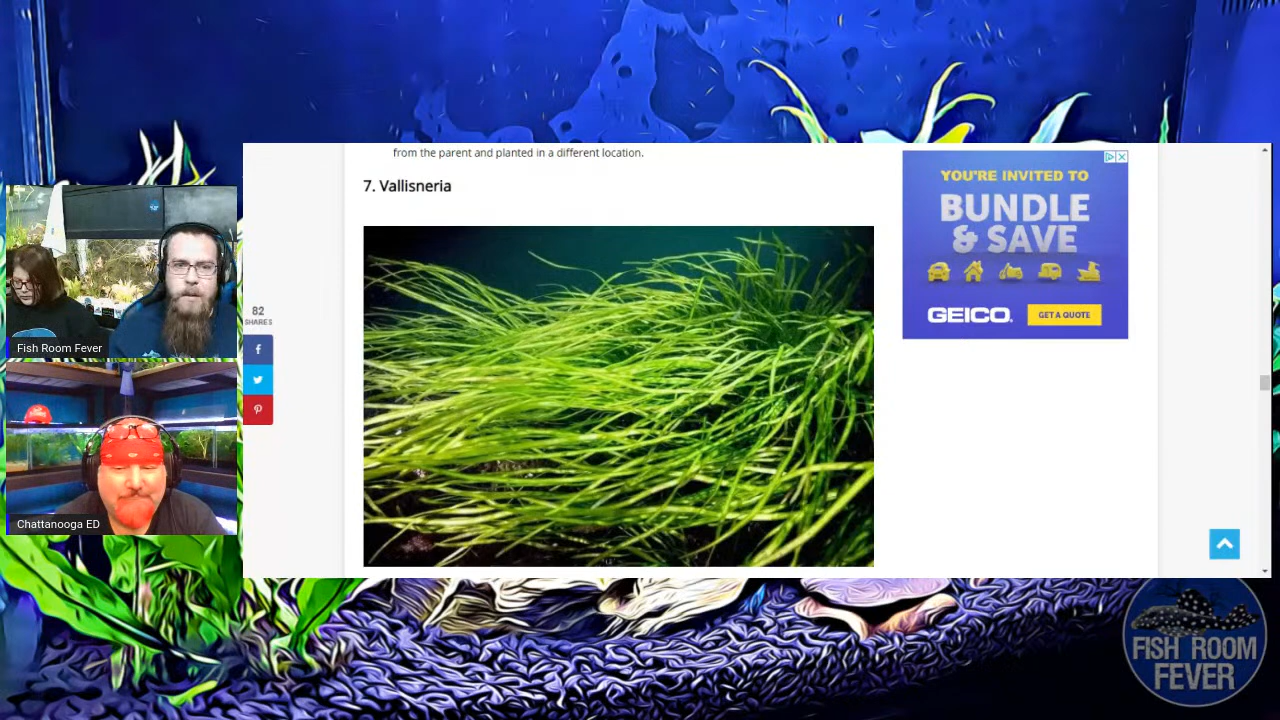 from the parent and planted in a different location.
7. Vallisneria
YOU'RE INVITED TO
BUNDLE
& SAVE
GEICO.
GET A QUOTE
82
SHARES
Fish Room Fever
Chattanooga ED
FISH ROOM
FEVER